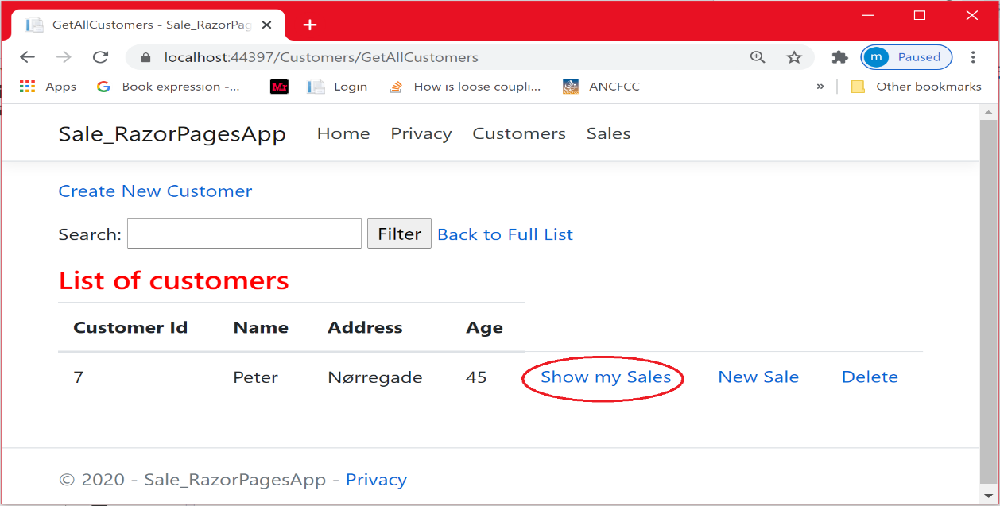 GetAllCustomers - Sale_RazorPag
localhost:44397/Customers/GetAllCustomers
m Paused
Apps Book expression -... Mr Login How is loose coupli... ANCFCC » Other bookmarks
Sale_RazorPagesApp Home Privacy Customers Sales
Create New Customer
Search: Filter Back to Full List
List of customers
Customer Id Name Address Age
7 Peter Nørregade 45 Show my Sales New Sale Delete
© 2020 - Sale_RazorPagesApp - Privacy